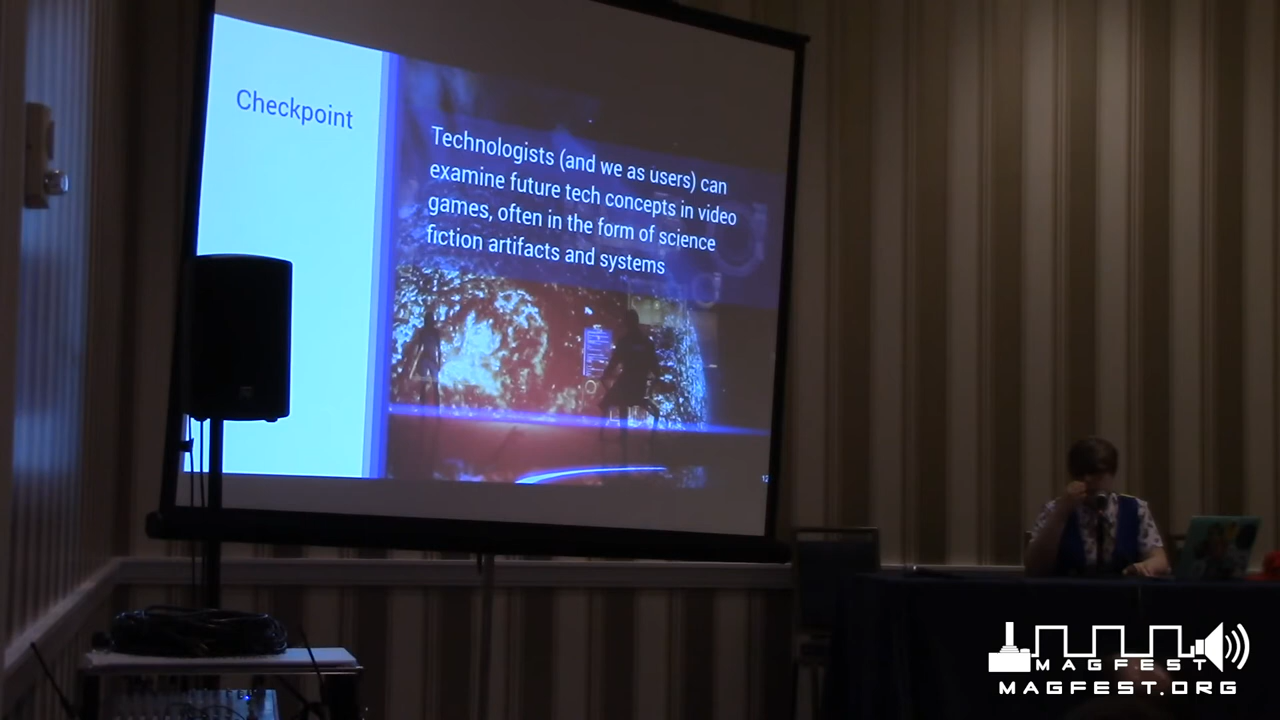 Checkpoint
Technologists (and we as users) can
examine future tech concepts in video
games, often in the form of science
fiction artifacts and systems
12
MAGFEST
MAGFEST.ORG